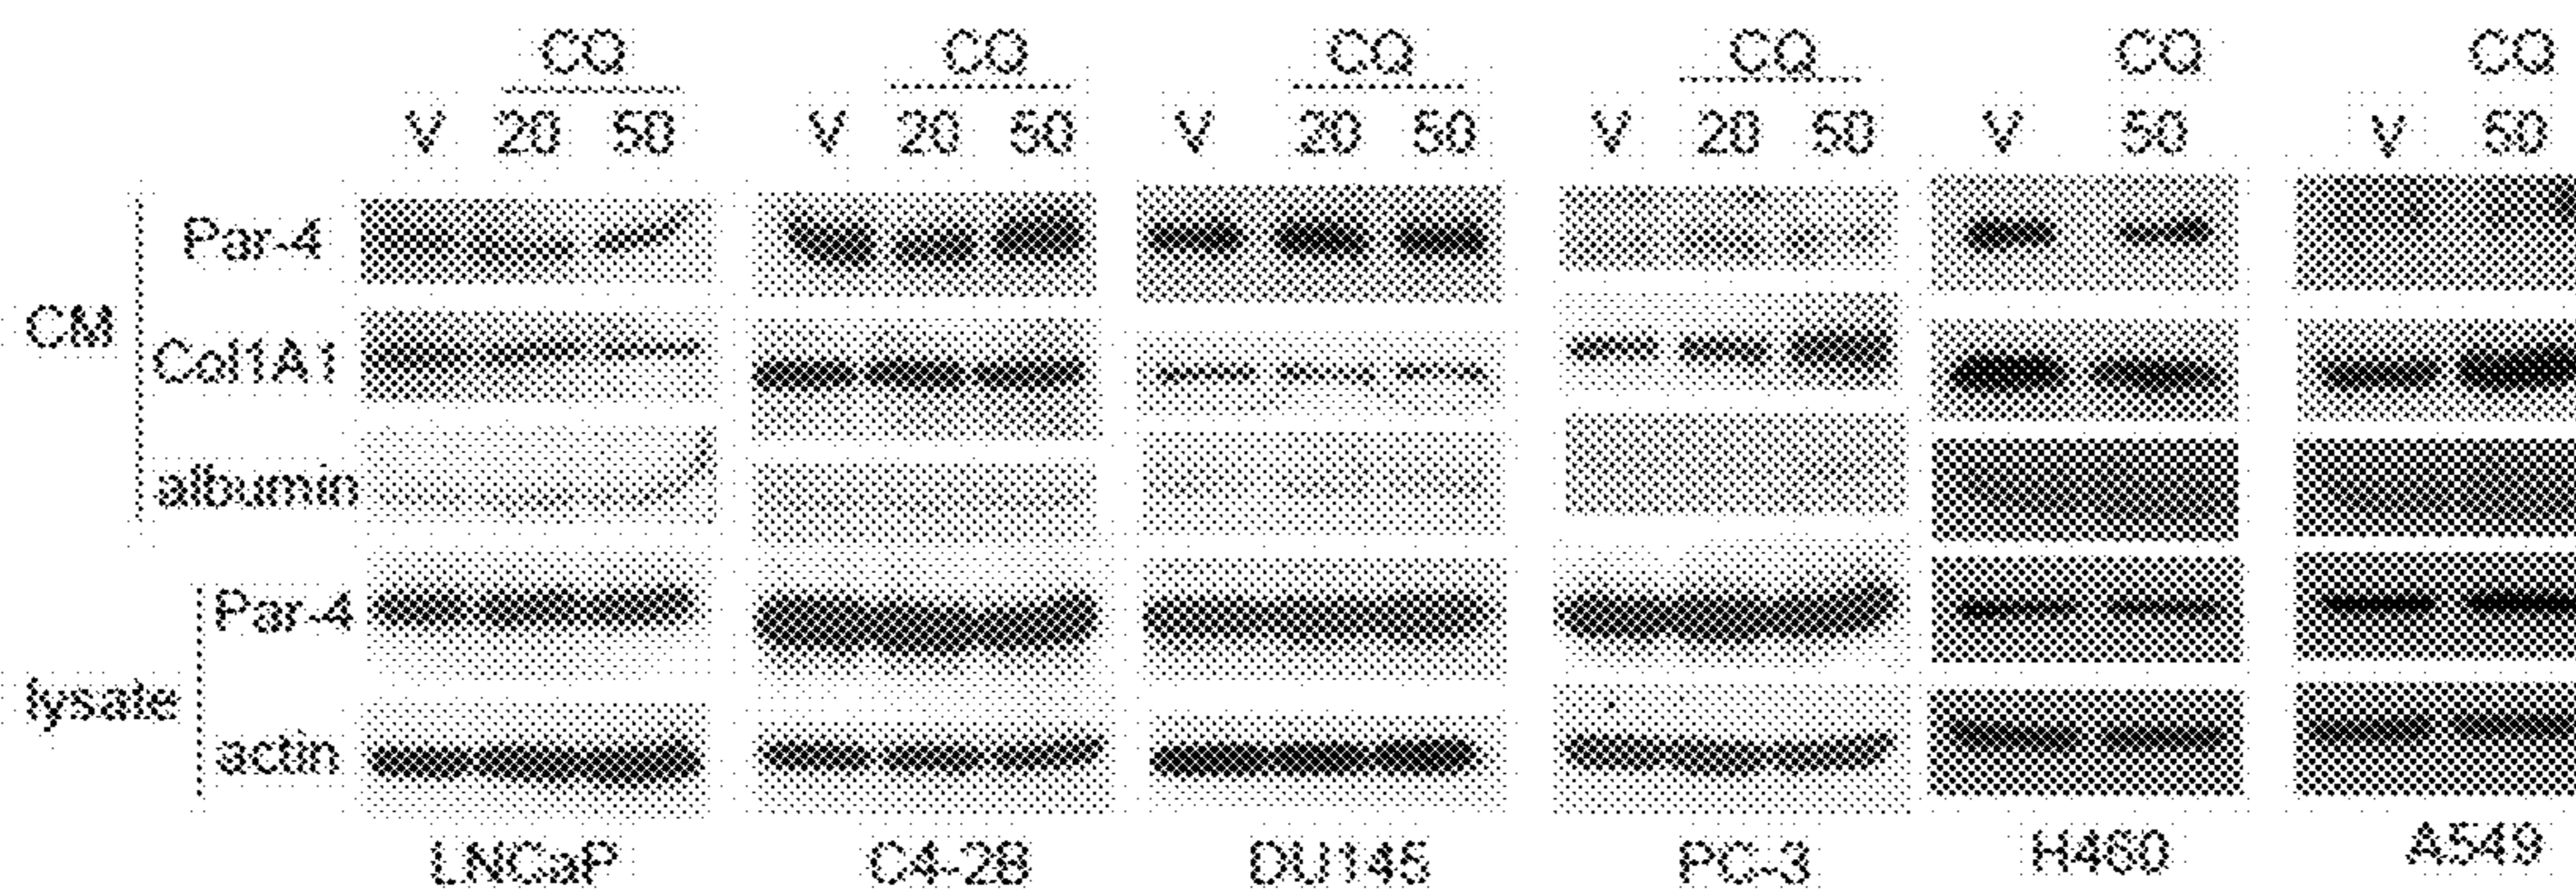 CQ CQ CQ CQ CQ CQ
V 20 50 V 20 50 V 20 50 V 20 50 V 50 V 50
Par-4
CM
Col1A1
albumin
Par-4
lysate
actin
LNCaP C4-2B DU145 PC-3 H460 A549